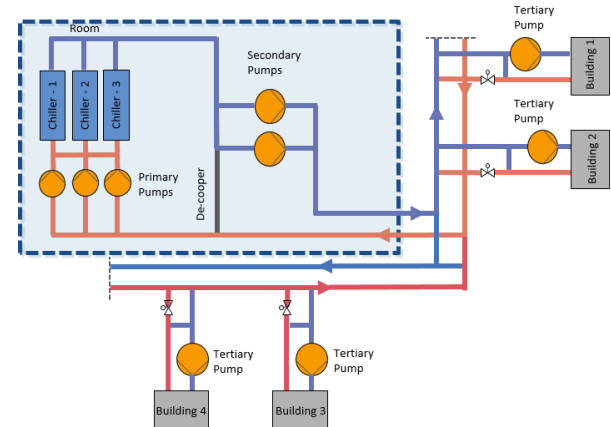 Room
Chiller - 1
Chiller - 2
Chiller - 3
Primary
Pumps
De-cooper
Secondary
Pumps
Tertiary
Pump
Building 1
Tertiary
Pump
Building 2
Tertiary
Pump
Building 4
Tertiary
Pump
Building 3